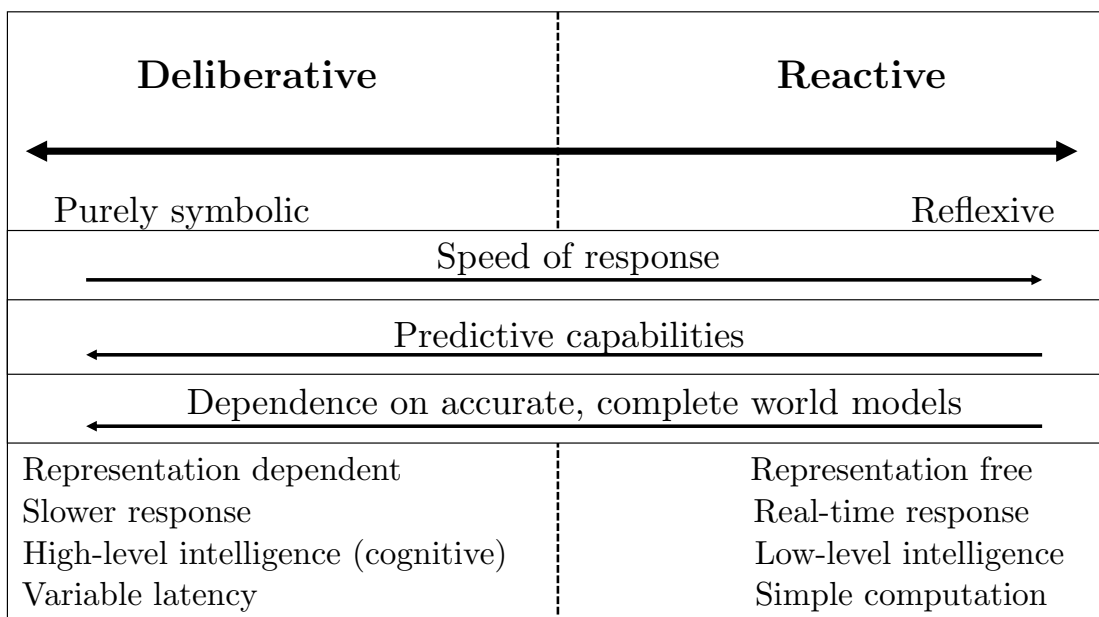 Deliberative
Reactive
Purely symbolic
Reflexive
Speed of response
Predictive capabilities
Dependence on accurate, complete world models
Representation dependent
Slower response
High-level intelligence (cognitive)
Variable latency
Representation free
Real-time response
Low-level intelligence
Simple computation